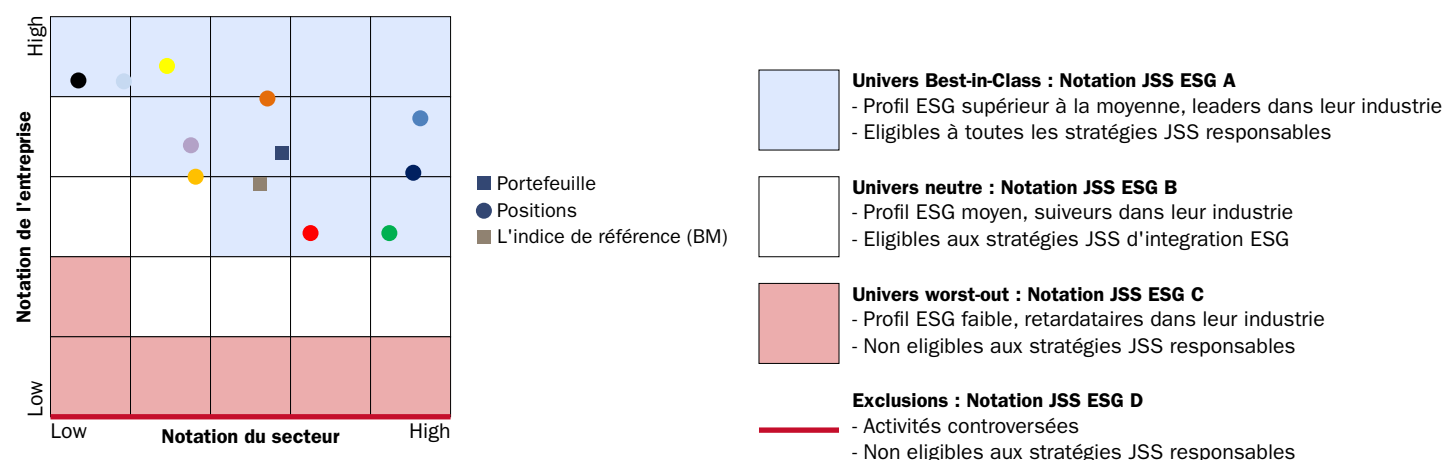 High
Notation de l'entreprise
Low
Low
Notation du secteur
High
Portefeuille
Positions
L'indice de référence (BM)
Univers Best-in-Class : Notation JSS ESG A
- Profil ESG supérieur à la moyenne, leaders dans leur industrie
- Eligibles à toutes les stratégies JSS responsables
Univers neutre : Notation JSS ESG B
- Profil ESG moyen, suiveurs dans leur industrie
- Eligibles aux stratégies JSS d'integration ESG
Univers worst-out : Notation JSS ESG C
- Profil ESG faible, retardataires dans leur industrie
- Non eligibles aux stratégies JSS responsables
Exclusions : Notation JSS ESG D
- Activités controversées
- Non eligibles aux stratégies JSS responsables